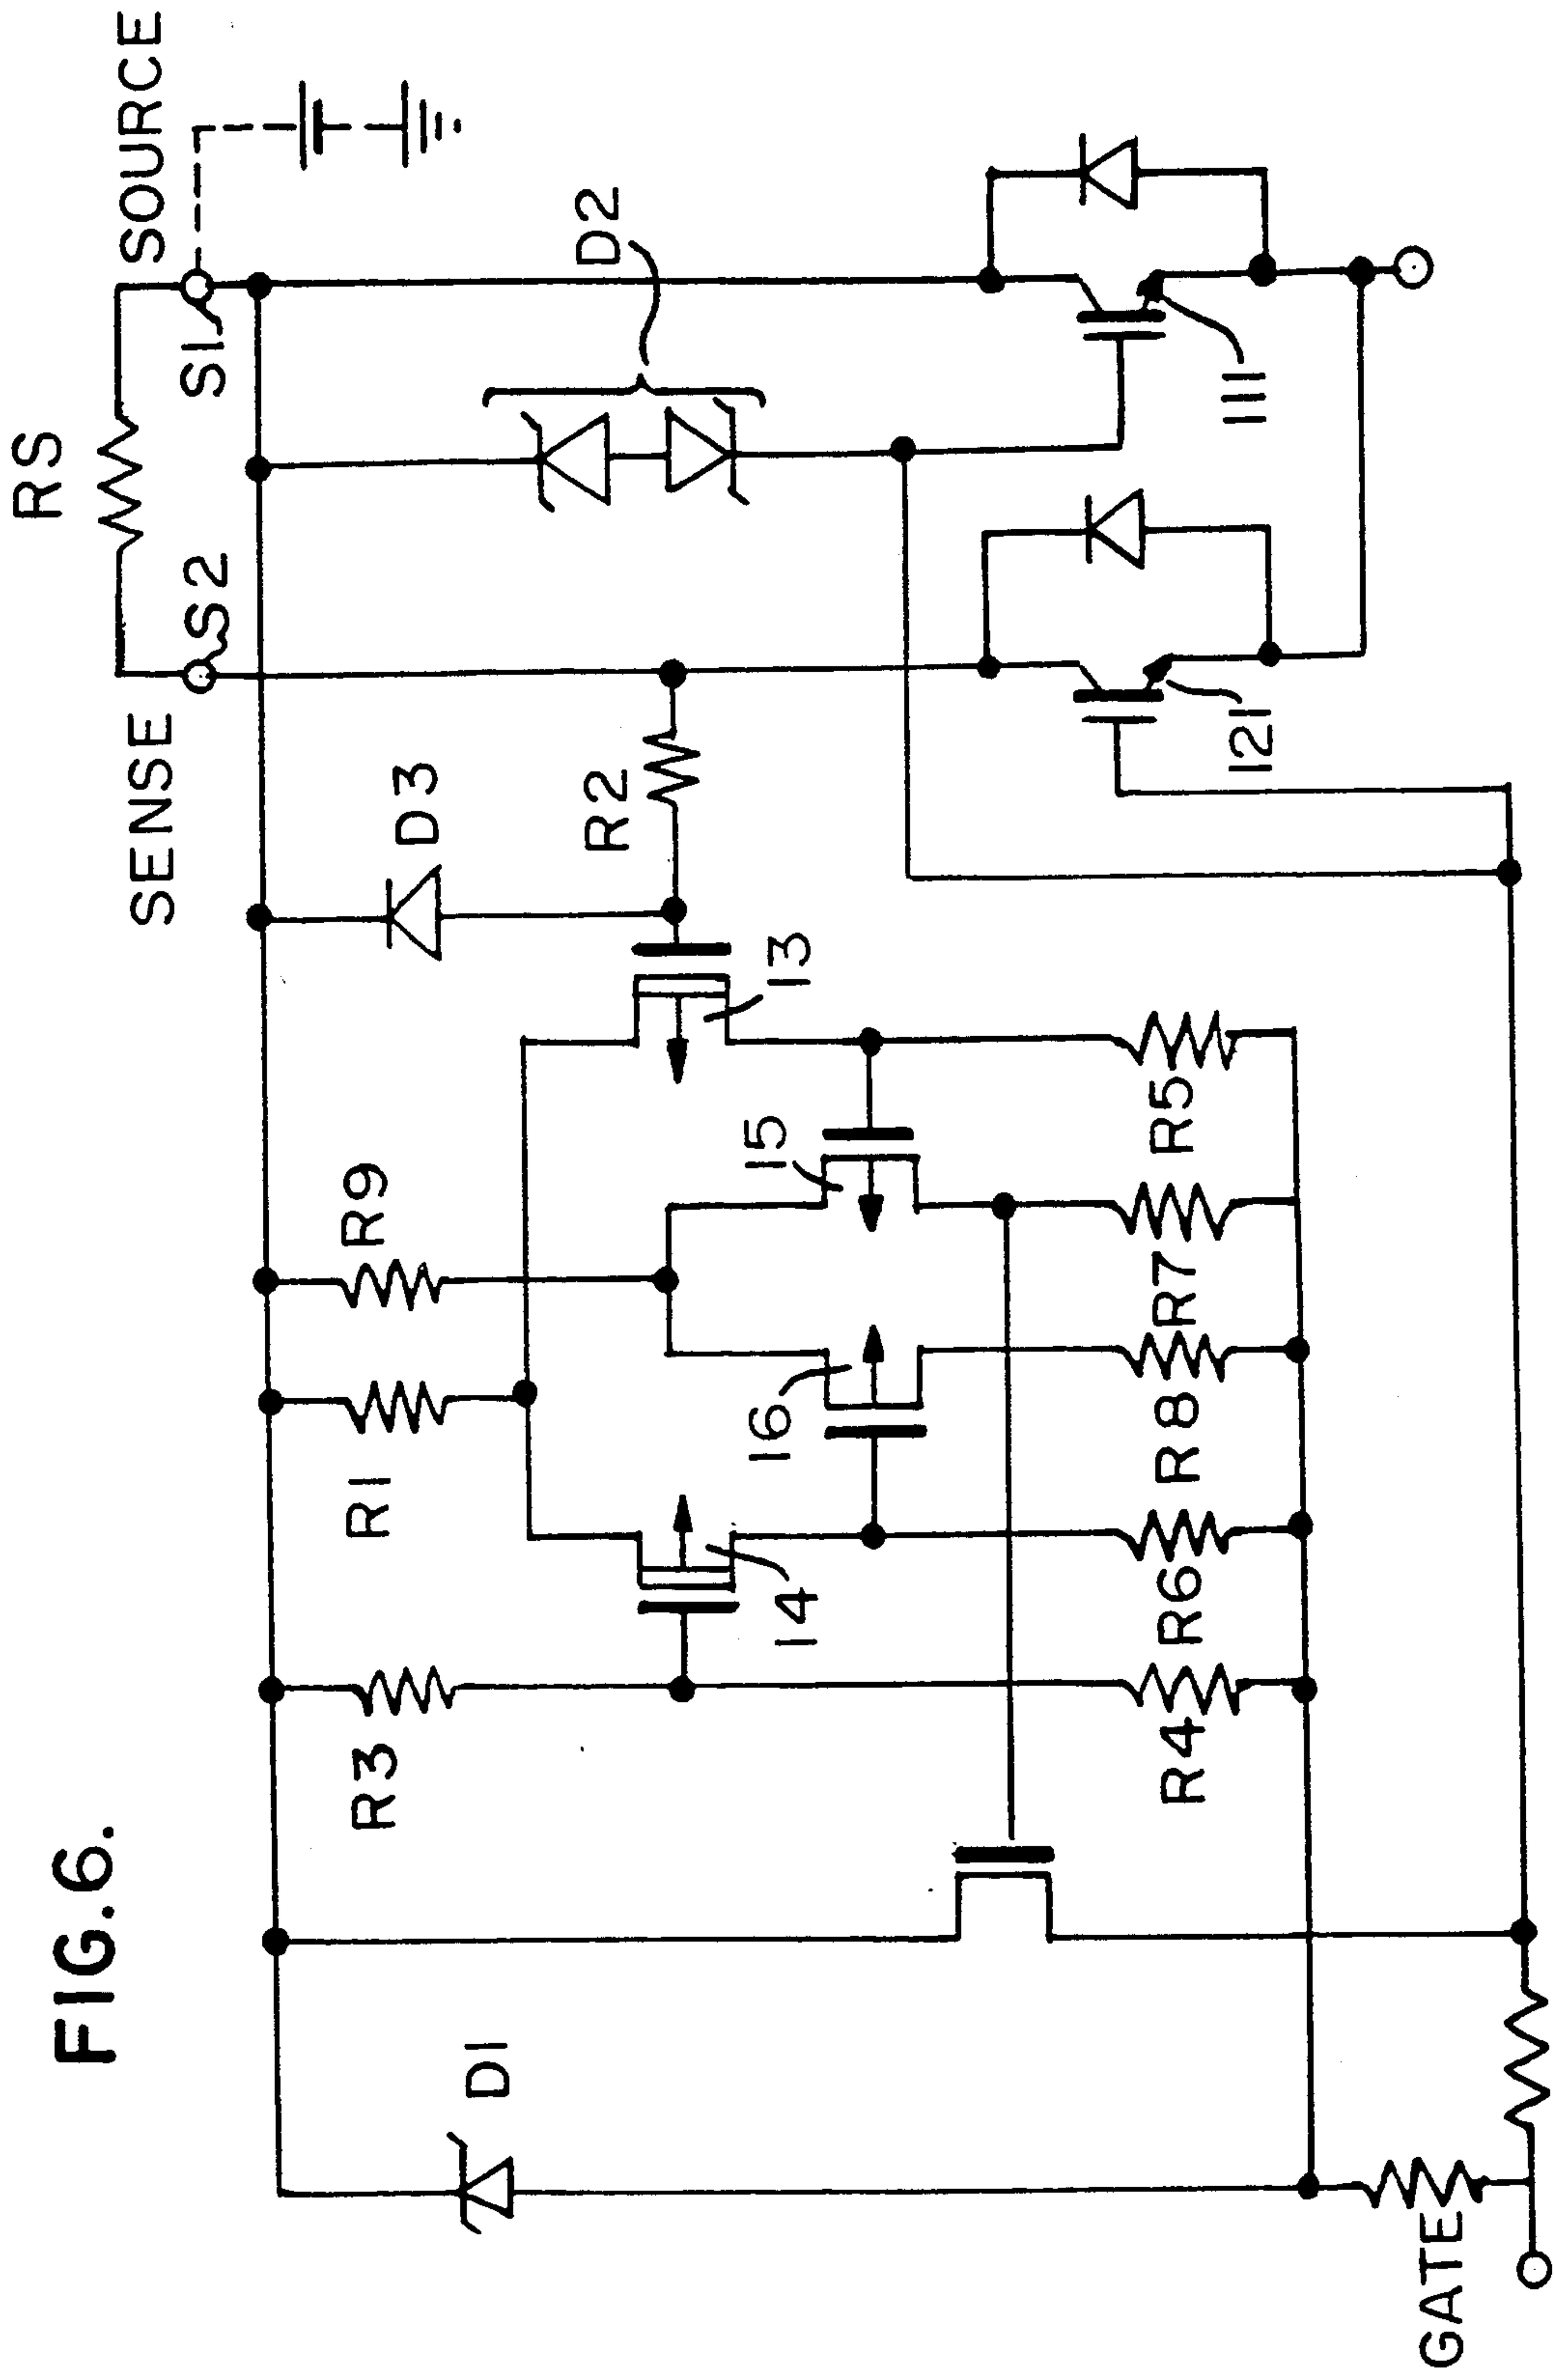 FIG.6.
RS
SENSE
SOURCE
S2
S1
D1
R3
R1
R9
D3
R2
D2
14
16
15
13
R4
R6
R8
R7
R5
121
111
GATE